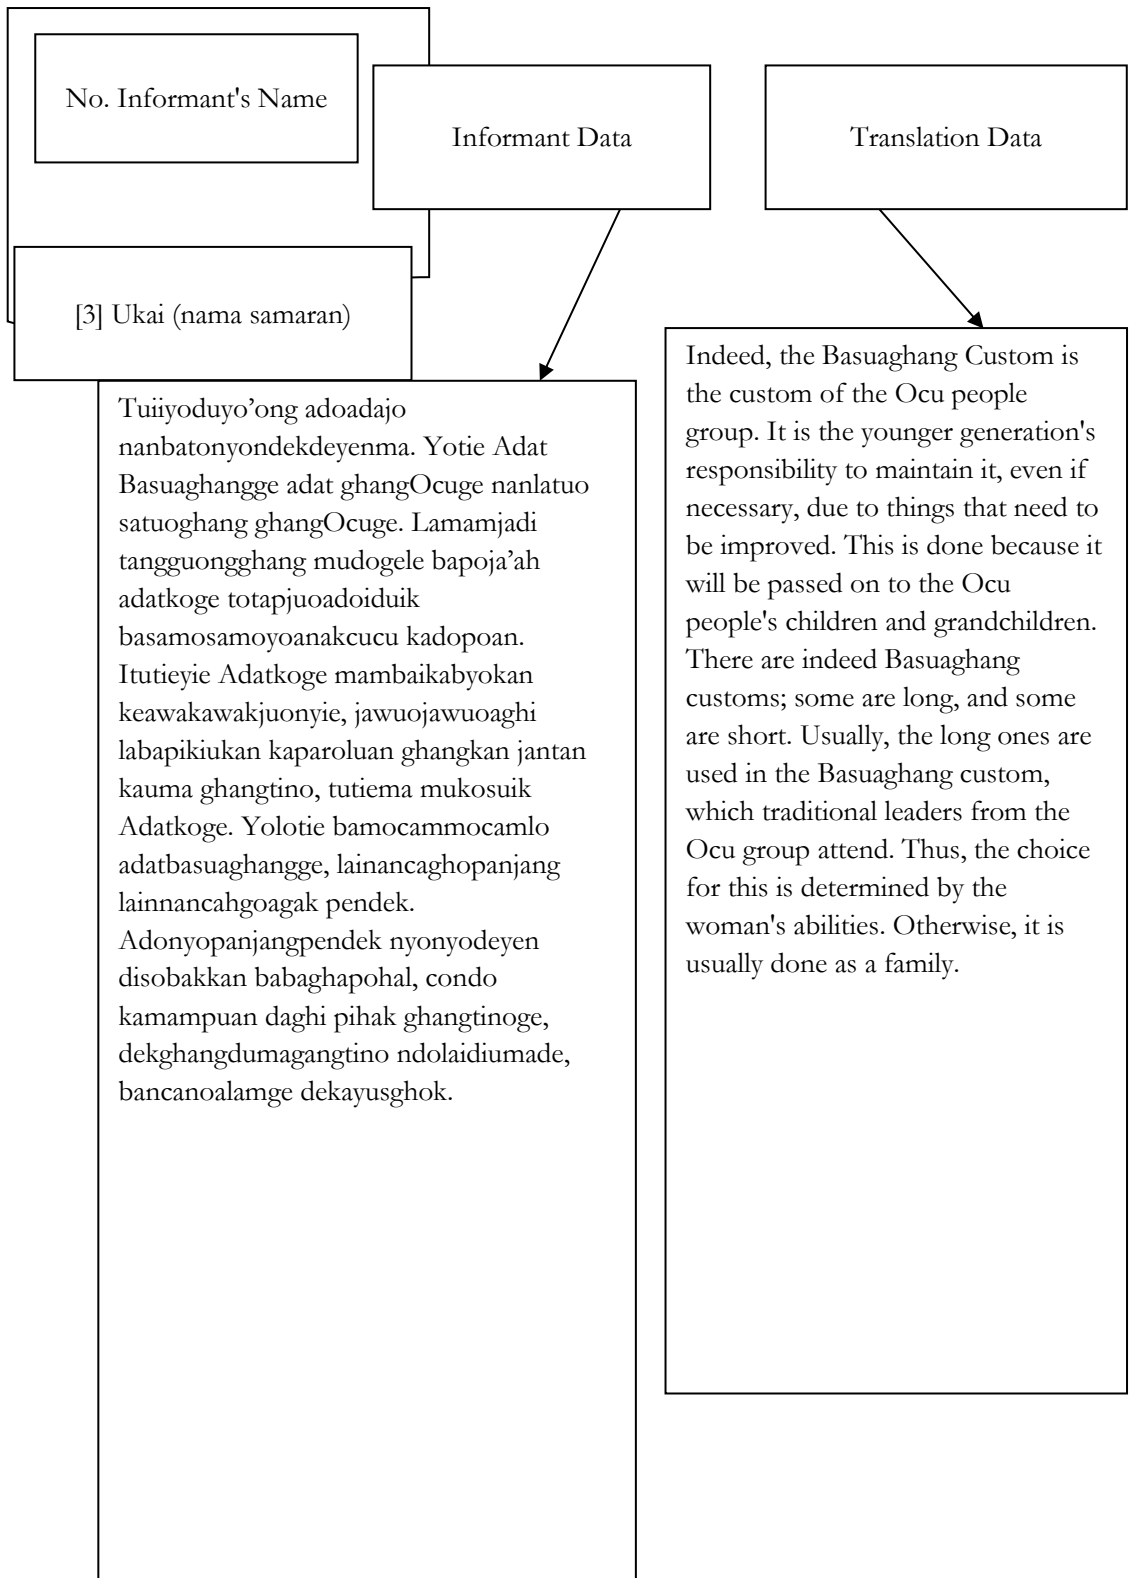 No. Informant's Name
Informant Data
Translation Data
[3] Ukai (nama samaran)
Tuiiyoduyo’ong adoadajo
nanbatonyondekdeyenma. Yotie Adat
Basuaghangge adat ghangOcuge nanlatuo
satuoghang ghangOcuge. Lamamjadi
tangguongghang mudogele bapoja’ah
adatkoge totapjuoadoiduik
basamosamoyoanakcucu kadopoan.
Itutieyie Adatkoge mambaikabyokan
keawakawakjuonyie, jawuojawuoaghi
labapikiukan kaparoluan ghangkan jantan
kauma ghangtino, tutiema mukosuik
Adatkoge. Yolotie bamocammocamlo
adatbasuaghangge, lainancaghopanjang
lainnancahgoagak pendek.
Adonyopanjangpendek nyonyodeyen
disobakkan babaghapohal, condo
kamampuan daghi pihak ghangtinoge,
dekghangdumagangtino ndolaidiumade,
bancanoalamge dekayusghok.
Indeed, the Basuaghang Custom is
the custom of the Ocu people
group. It is the younger generation's
responsibility to maintain it, even if
necessary, due to things that need to
be improved. This is done because it
will be passed on to the Ocu
people's children and grandchildren.
There are indeed Basuaghang
customs; some are long, and some
are short. Usually, the long ones are
used in the Basuaghang custom,
which traditional leaders from the
Ocu group attend. Thus, the choice
for this is determined by the
woman's abilities. Otherwise, it is
usually done as a family.